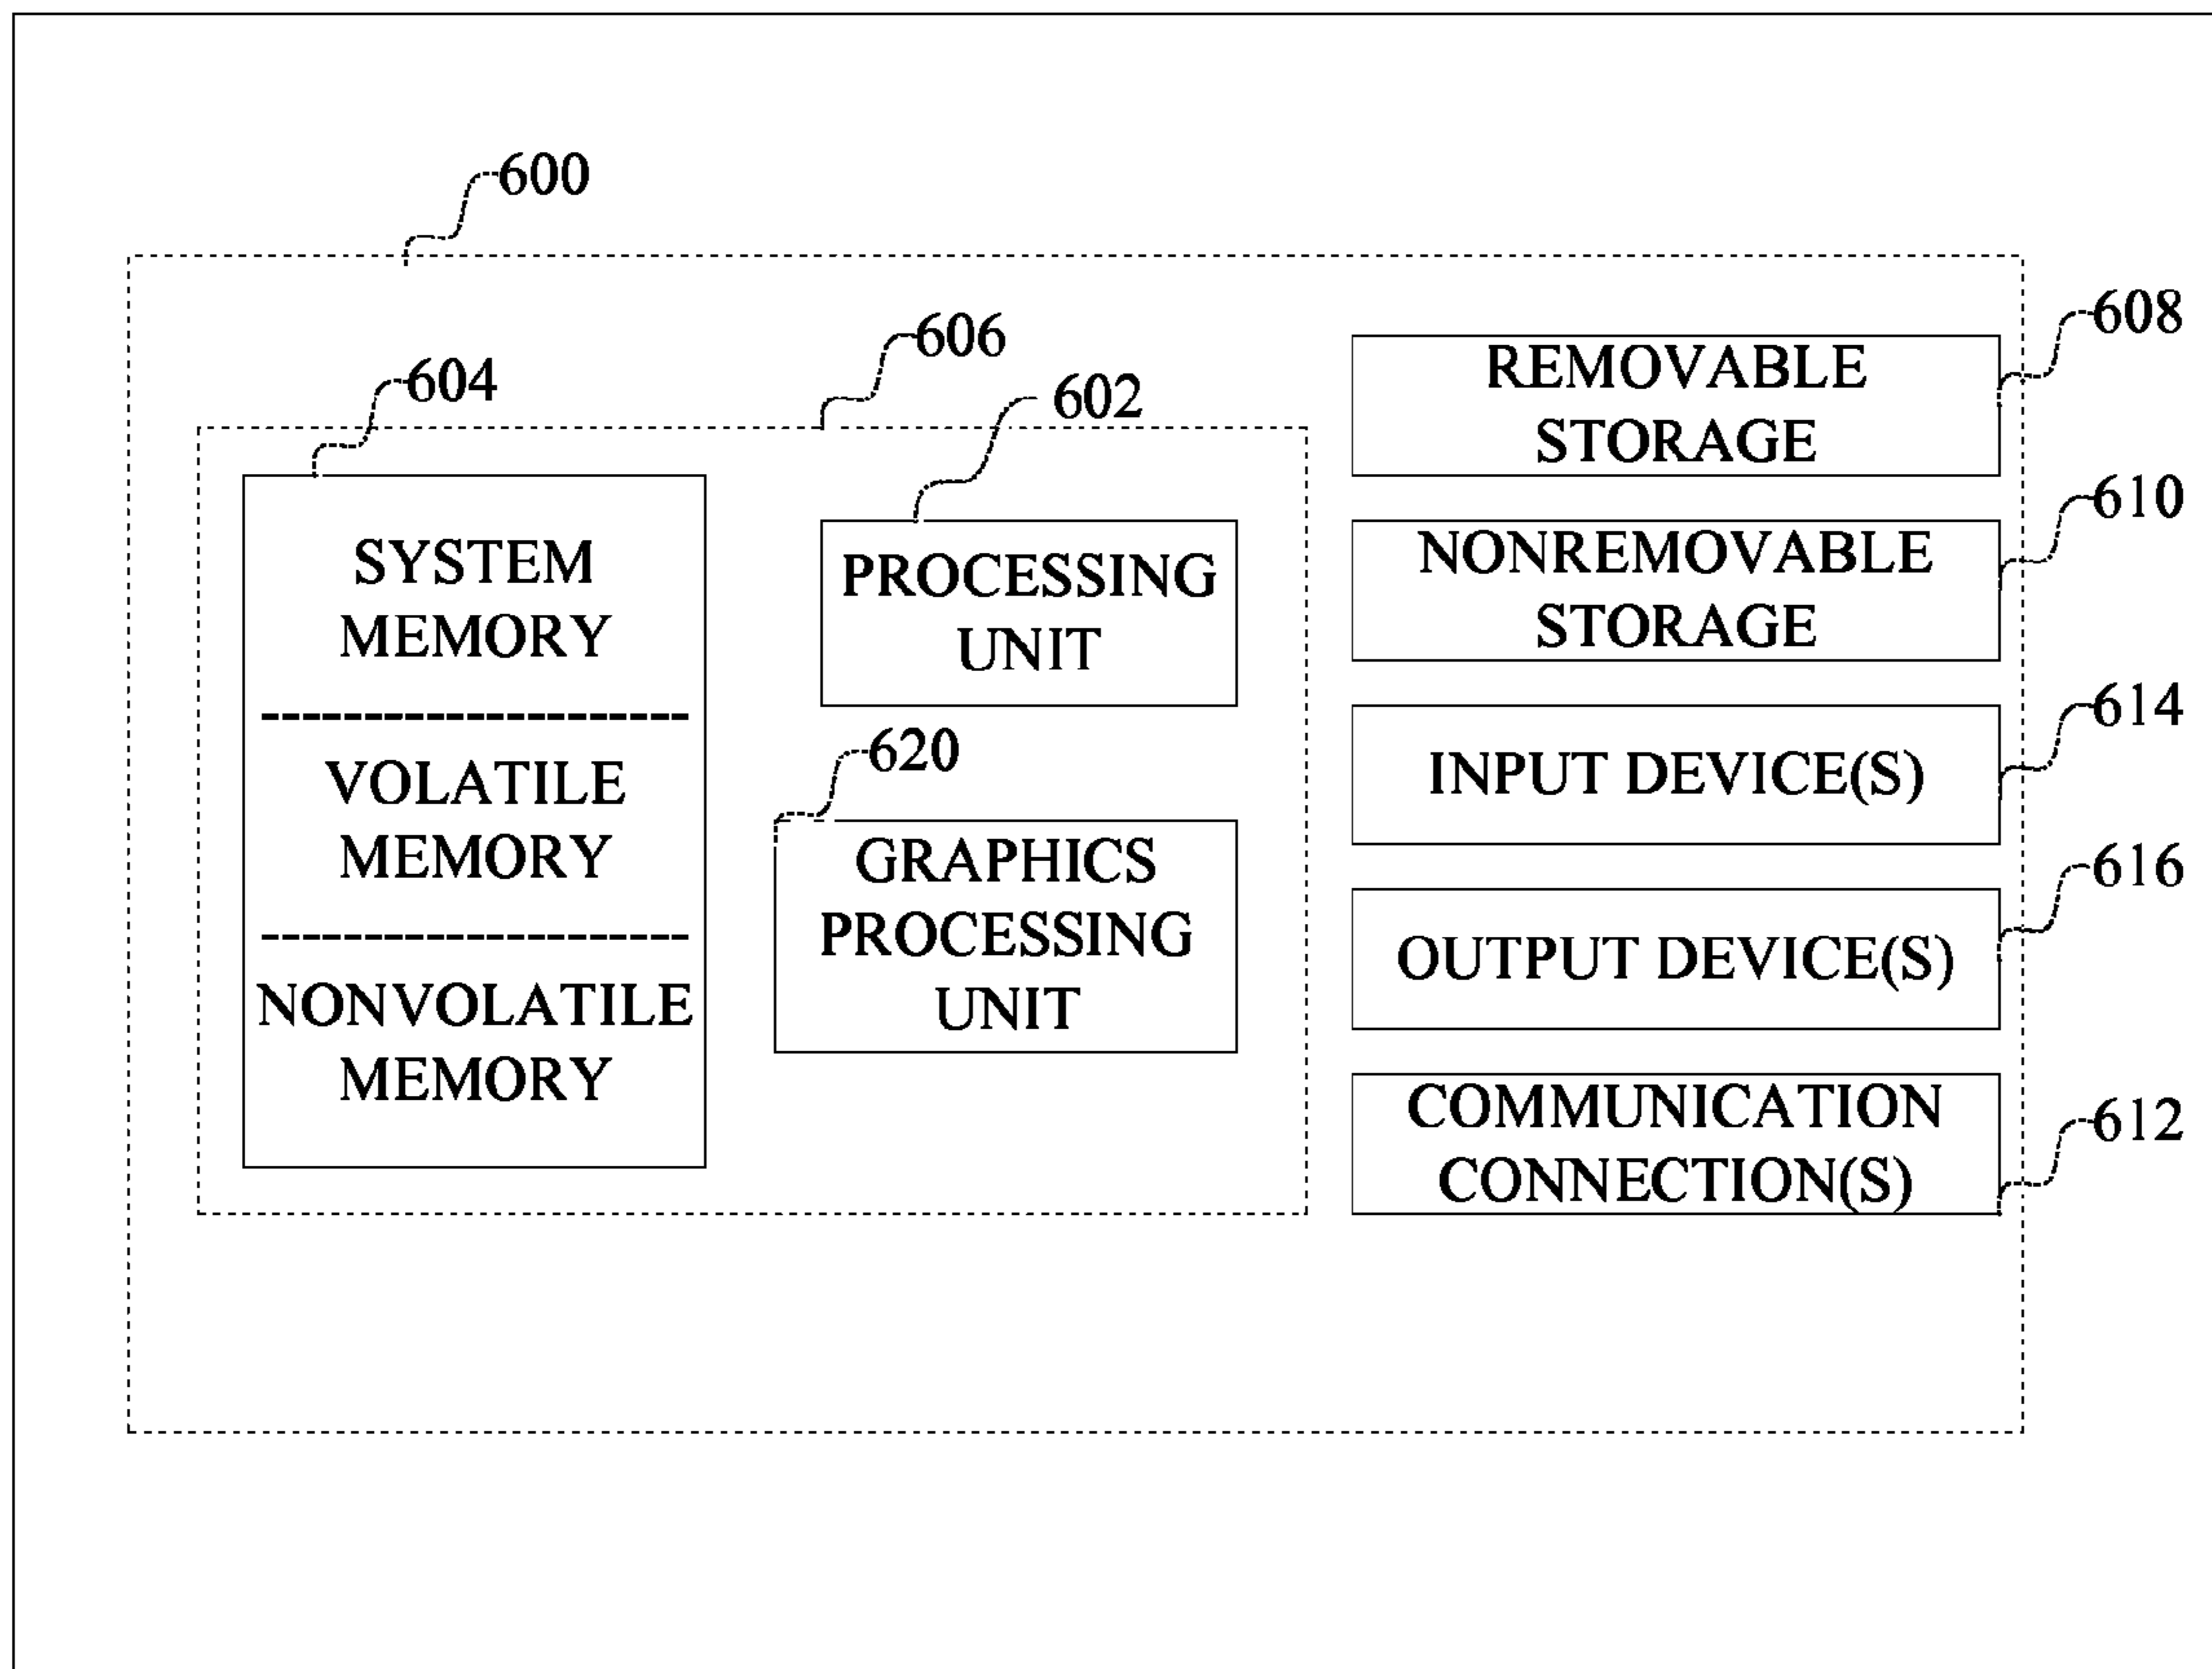 600
606
604
602
SYSTEM
MEMORY
VOLATILE
MEMORY
NONVOLATILE
MEMORY
PROCESSING
UNIT
620
GRAPHICS
PROCESSING
UNIT
608
REMOVABLE
STORAGE
610
NONREMOVABLE
STORAGE
614
INPUT DEVICE(S)
616
OUTPUT DEVICE(S)
612
COMMUNICATION
CONNECTION(S)